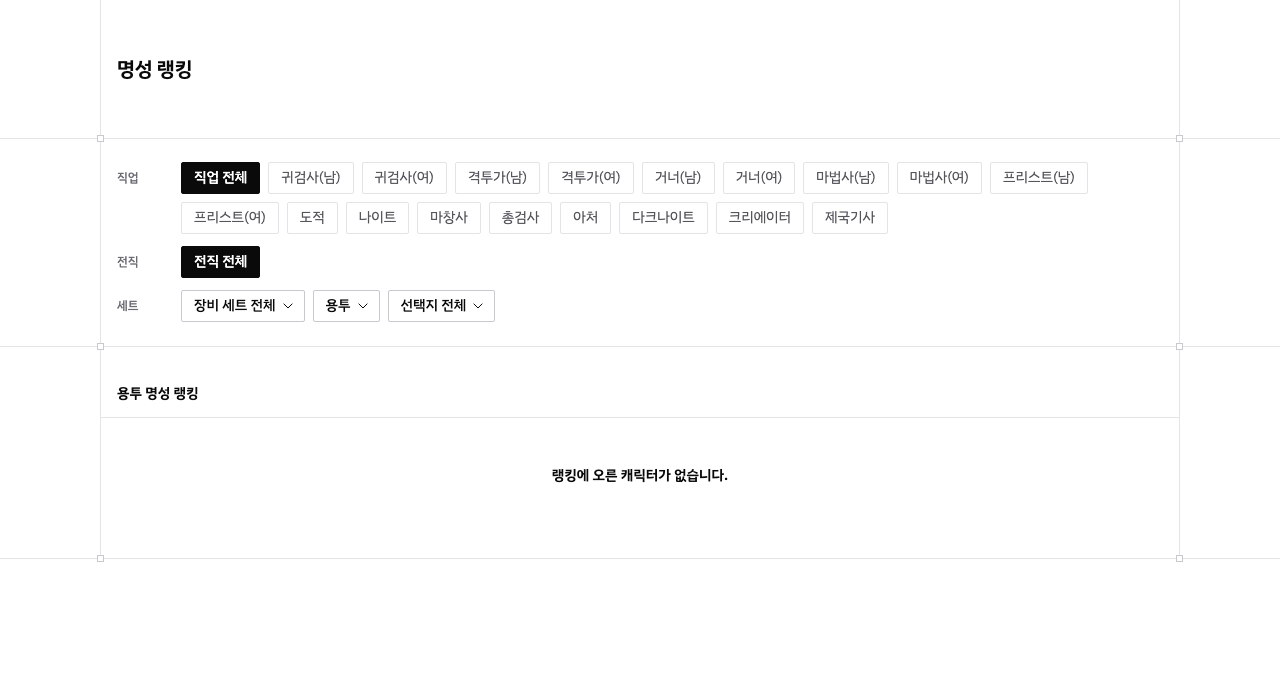 명성 랭킹
직업 직업 전체 귀검사(남) 귀검사(여) 격투가(남) 격투가(여) 거너(남) 거너(여) 마법사(남) 마법사(여) 프리스트(남)
프리스트(여) 도적 나이트 마창사 총검사 아처 다크나이트 크리에이터 제국기사
전직 전직 전체
세트 장비 세트 전체 용투 선택지 전체
용투 명성 랭킹
랭킹에 오른 캐릭터가 없습니다.